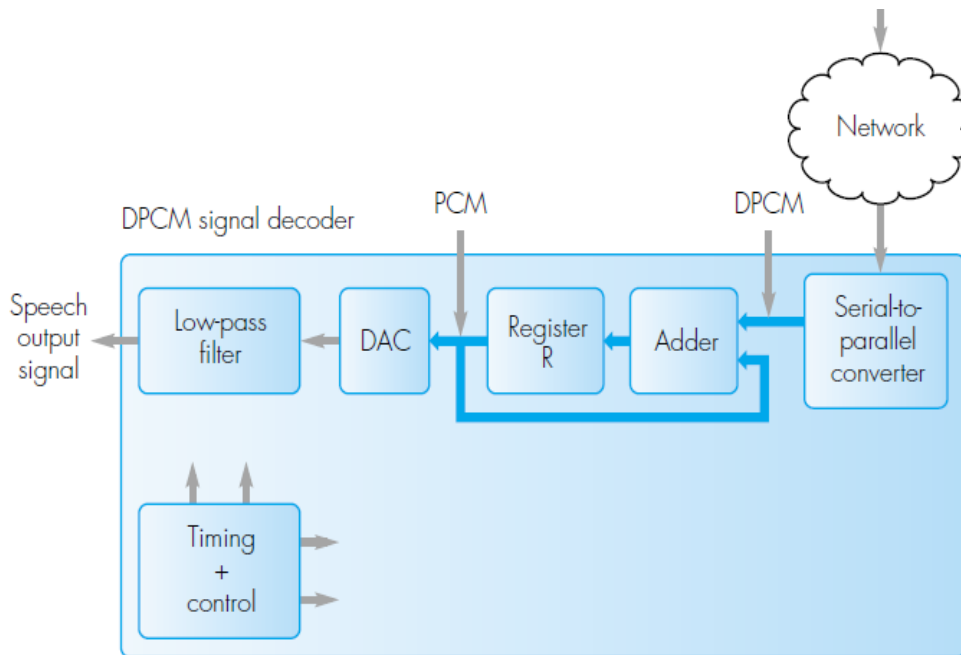 Network
PCM
DPCM
DPCM signal decoder
Speech
output
signal
Low-pass
filter
DAC
Register
R
Adder
Serial-to-
parallel
converter
Timing
+
control